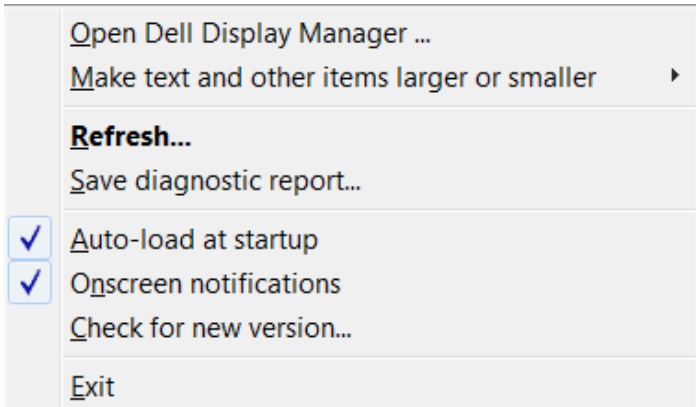 Open Dell Display Manager ...
Make text and other items larger or smaller
Refresh...
Save diagnostic report...
Auto-load at startup
Onscreen notifications
Check for new version...
Exit